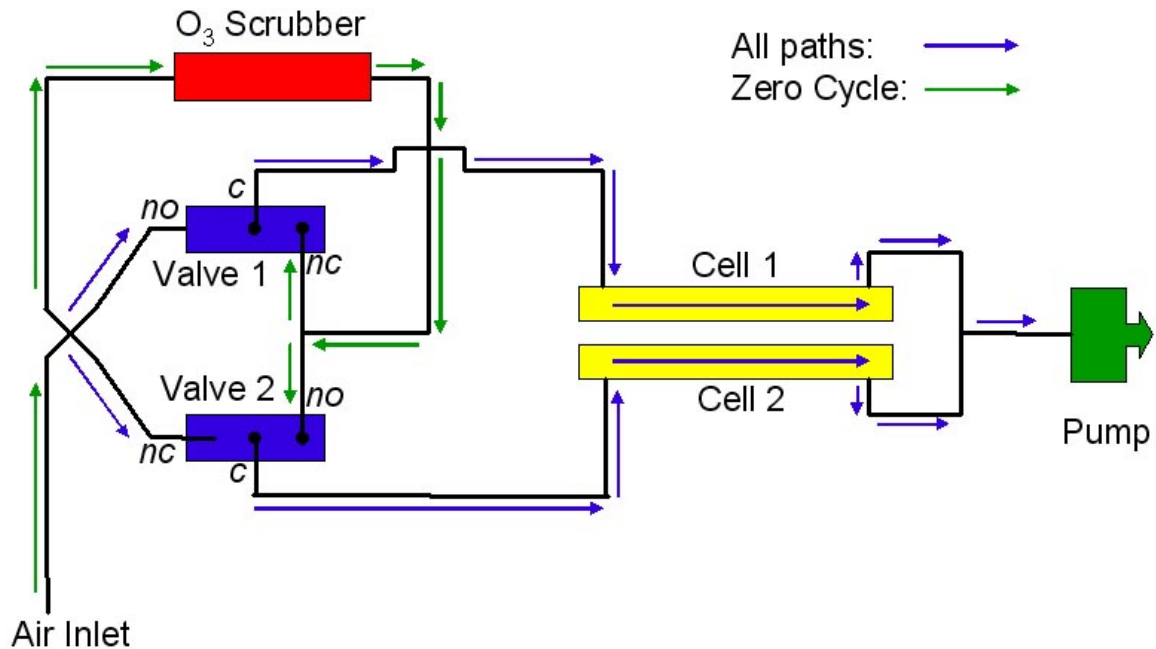 O₃ Scrubber
All paths:
Zero Cycle:
c
no
Valve 1
nc
Cell 1
Valve 2
no
Cell 2
nc
c
Pump
Air Inlet